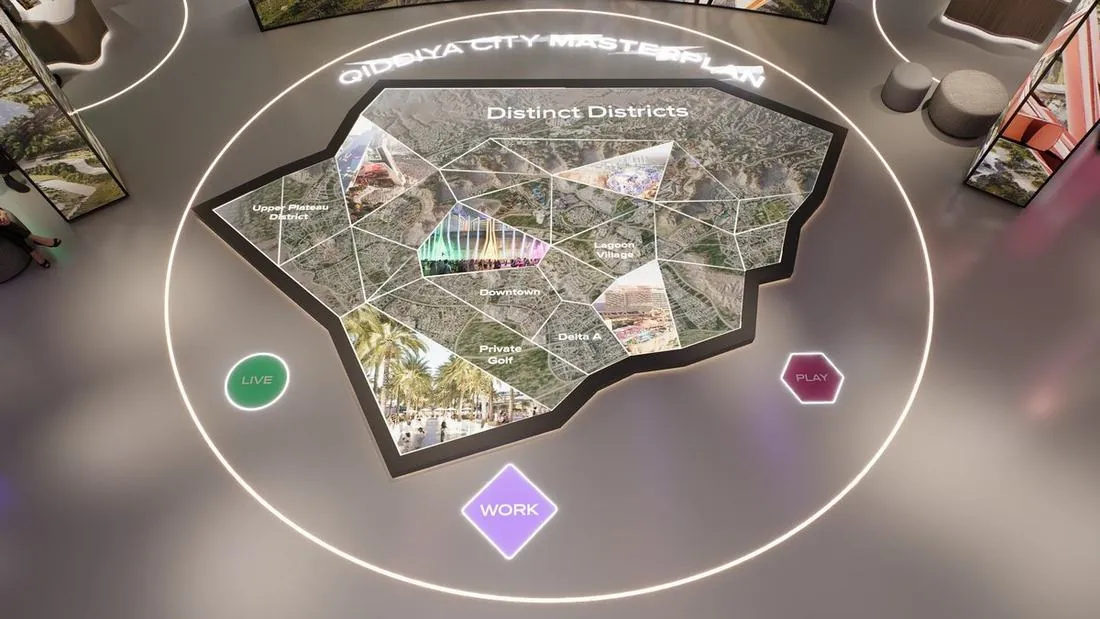 QIDDIYA CITY MASTERPLAN
Distinct Districts
Upper Plateau
District
Lagoon
Village
Downtown
Delta A
Private
Golf
LIVE
PLAY
WORK